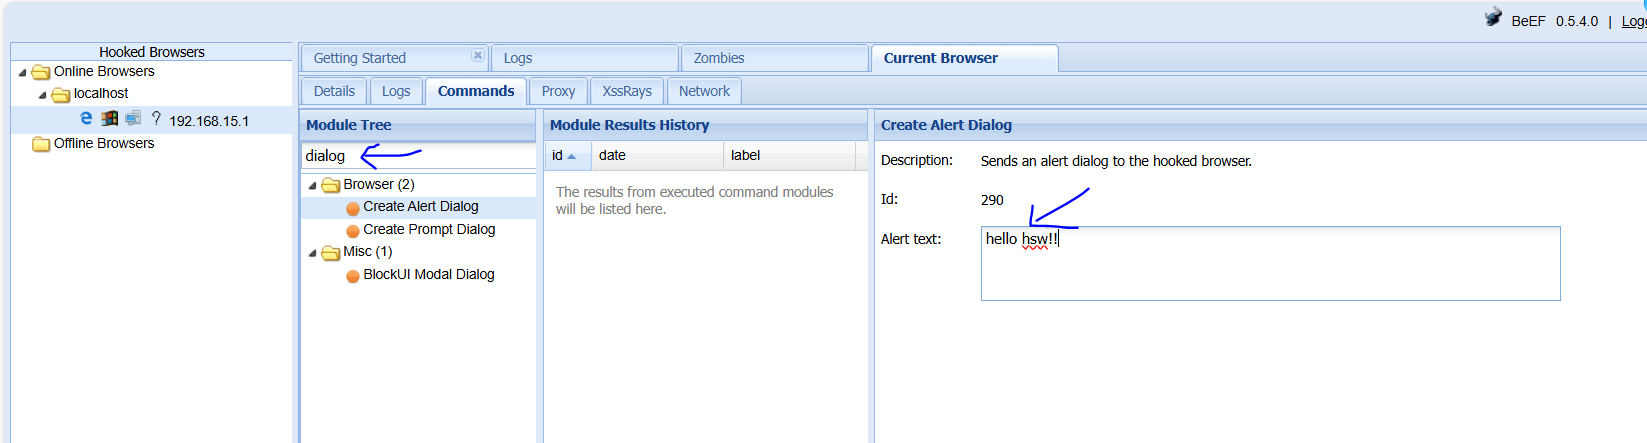 BeEF 0.5.4.0 |
Hooked Browsers
Online Browsers
localhost
192.168.15.1
Offline Browsers
Getting Started
Logs
Zombies
Current Browser
Details
Logs
Commands
Proxy
XssRays
Network
Module Tree
dialog
Browser (2)
Create Alert Dialog
Create Prompt Dialog
Misc (1)
BlockUI Modal Dialog
Module Results History
id date label
The results from executed command modules
will be listed here.
Create Alert Dialog
Description: Sends an alert dialog to the hooked browser.
Id: 290
Alert text: hello hsw!!